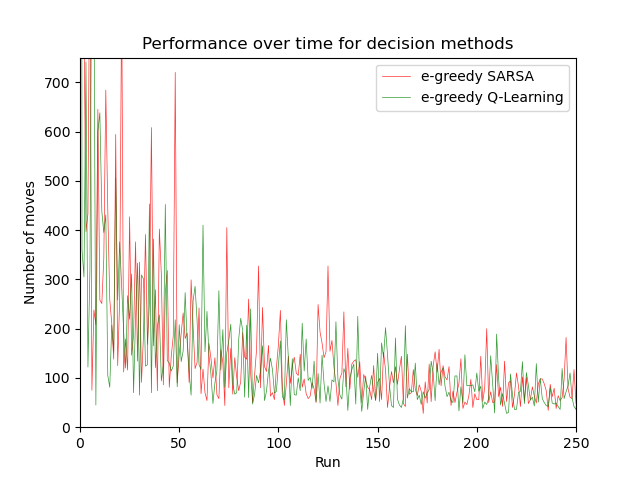 Performance over time for decision methods
e-greedy SARSA
e-greedy Q-Learning
Number of moves
700
600
500
400
300
200
100
0
0 50 100 150 200 250
Run